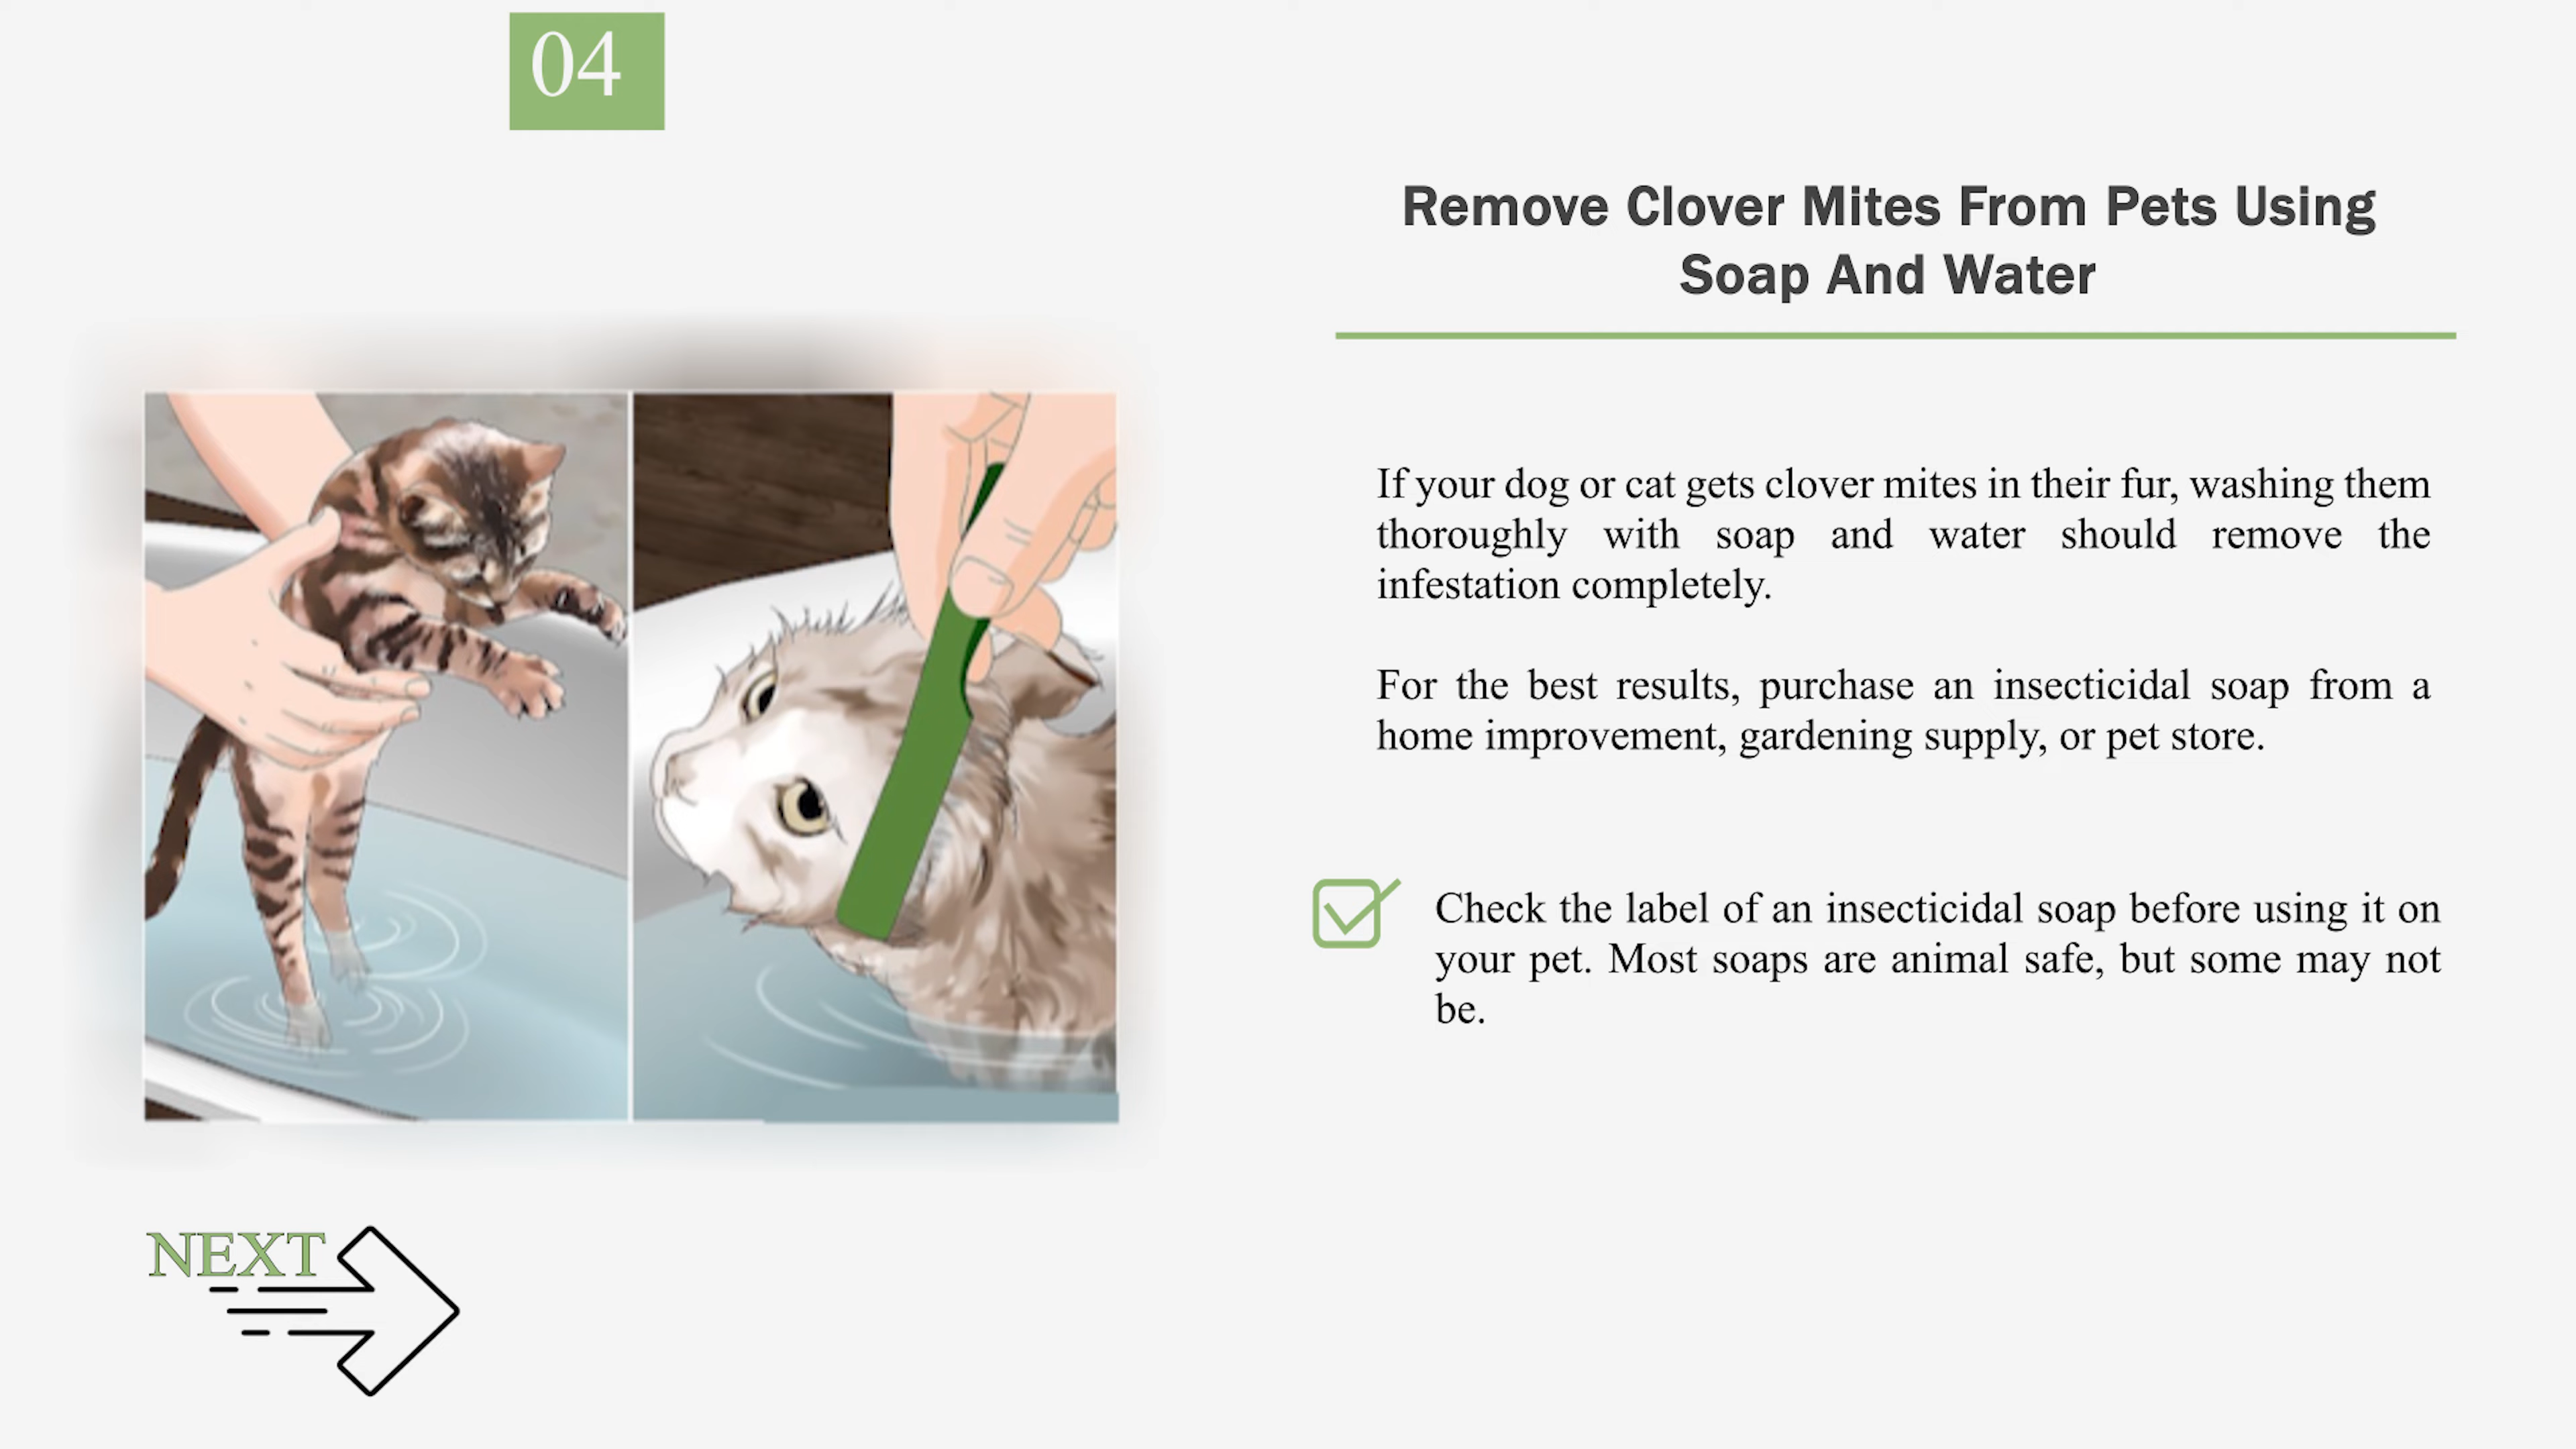 04
Remove Clover Mites From Pets Using
Soap And Water
If your dog or cat gets clover mites in their fur, washing them
thoroughly with soap and water should remove the
infestation completely.
For the best results, purchase an insecticidal soap from a
home improvement, gardening supply, or pet store.
Check the label of an insecticidal soap before using it on
your pet. Most soaps are animal safe, but some may not
be.
NEXT